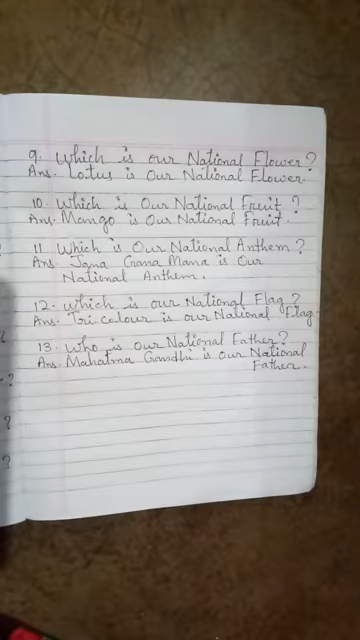 9. Which is our National Flower?
Ans. Lotus is Our National Flower.
10. Which is Our National Fruit ?
Ans. Mango is Our National Fruit.
11. Which is Our National Anthem ?
Ans. Jana Gana Mana is Our
National Anthem.
12. which is our National Flag ?
Ans. Tri colour is our National Flag
13. Who is our National Father?
Ans. Mahatma Gandhi is Our National
Father.
?
?
?
?